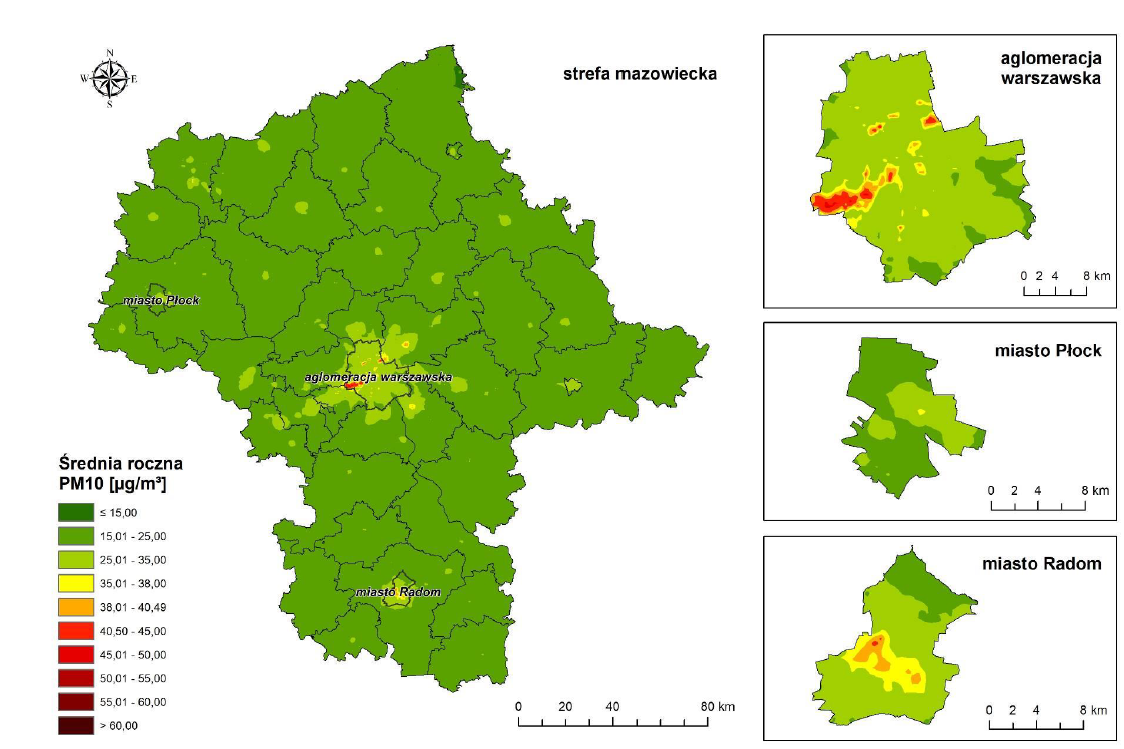 N
W E
S
strefa mazowiecka
miasto Płock
aglomeracja warszawska
miasto Radom
Średnia roczna
PM10 [µg/m³]
≤ 15,00
15,01 - 25,00
25,01 - 35,00
35,01 - 38,00
38,01 - 40,49
40,50 - 45,00
45,01 - 50,00
50,01 - 55,00
55,01 - 60,00
> 60,00
0 20 40 80 km
aglomeracja
warszawska
0 2 4 8 km
miasto Płock
0 2 4 8 km
miasto Radom
0 2 4 8 km